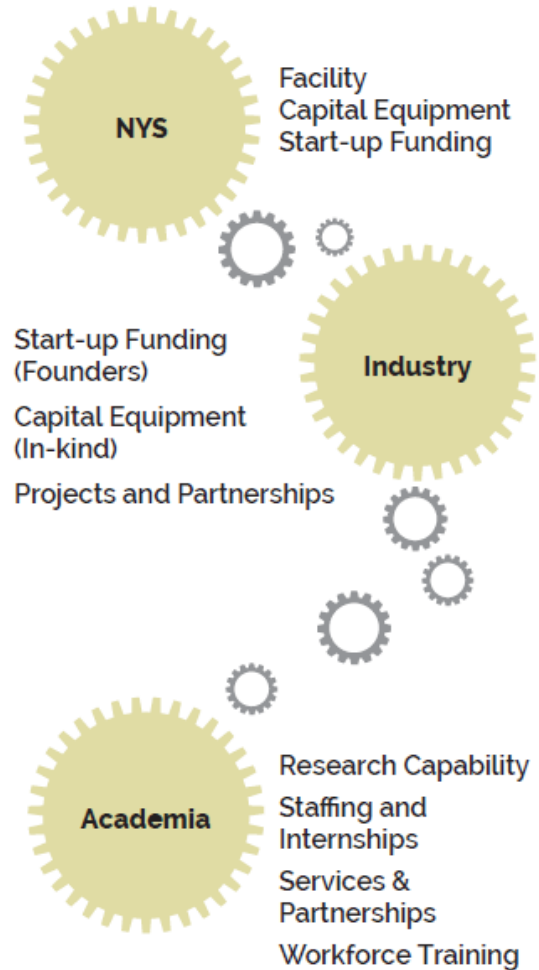 NYS
Facility
Capital Equipment
Start-up Funding
Industry
Start-up Funding
(Founders)
Capital Equipment
(In-kind)
Projects and Partnerships
Academia
Research Capability
Staffing and
Internships
Services &
Partnerships
Workforce Training